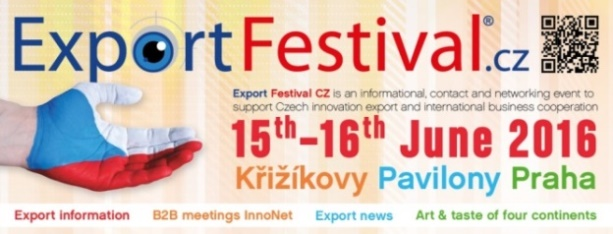 ExportFestival.cz®
Export Festival CZ is an informational, contact and networking event to
support Czech innovation export and international business cooperation
15th-16th June 2016
Křižíkovy Pavilony Praha
Export information B2B meetings InnoNet Export news Art & taste of four continents